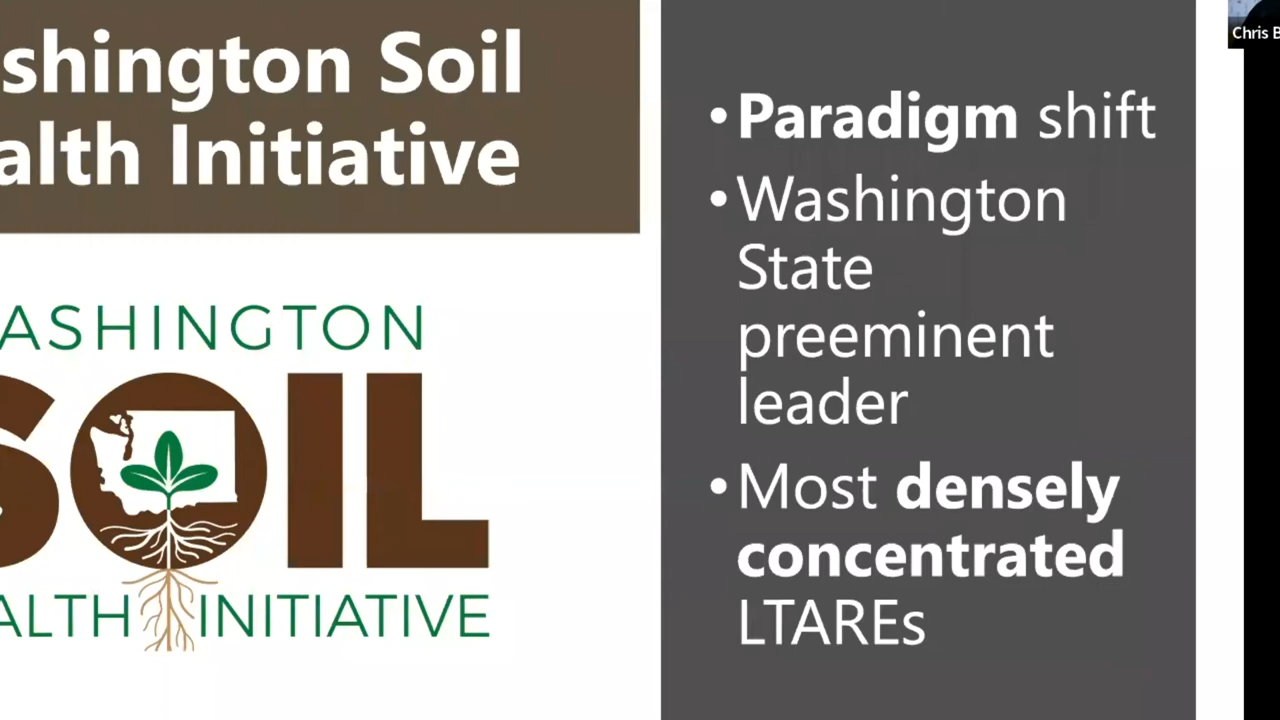 shington Soil
alth Initiative
ASHINGTON
SOIL
ALTH INITIATIVE
• Paradigm shift
• Washington
State
preeminent
leader
• Most densely
concentrated
LTAREs
Chris B